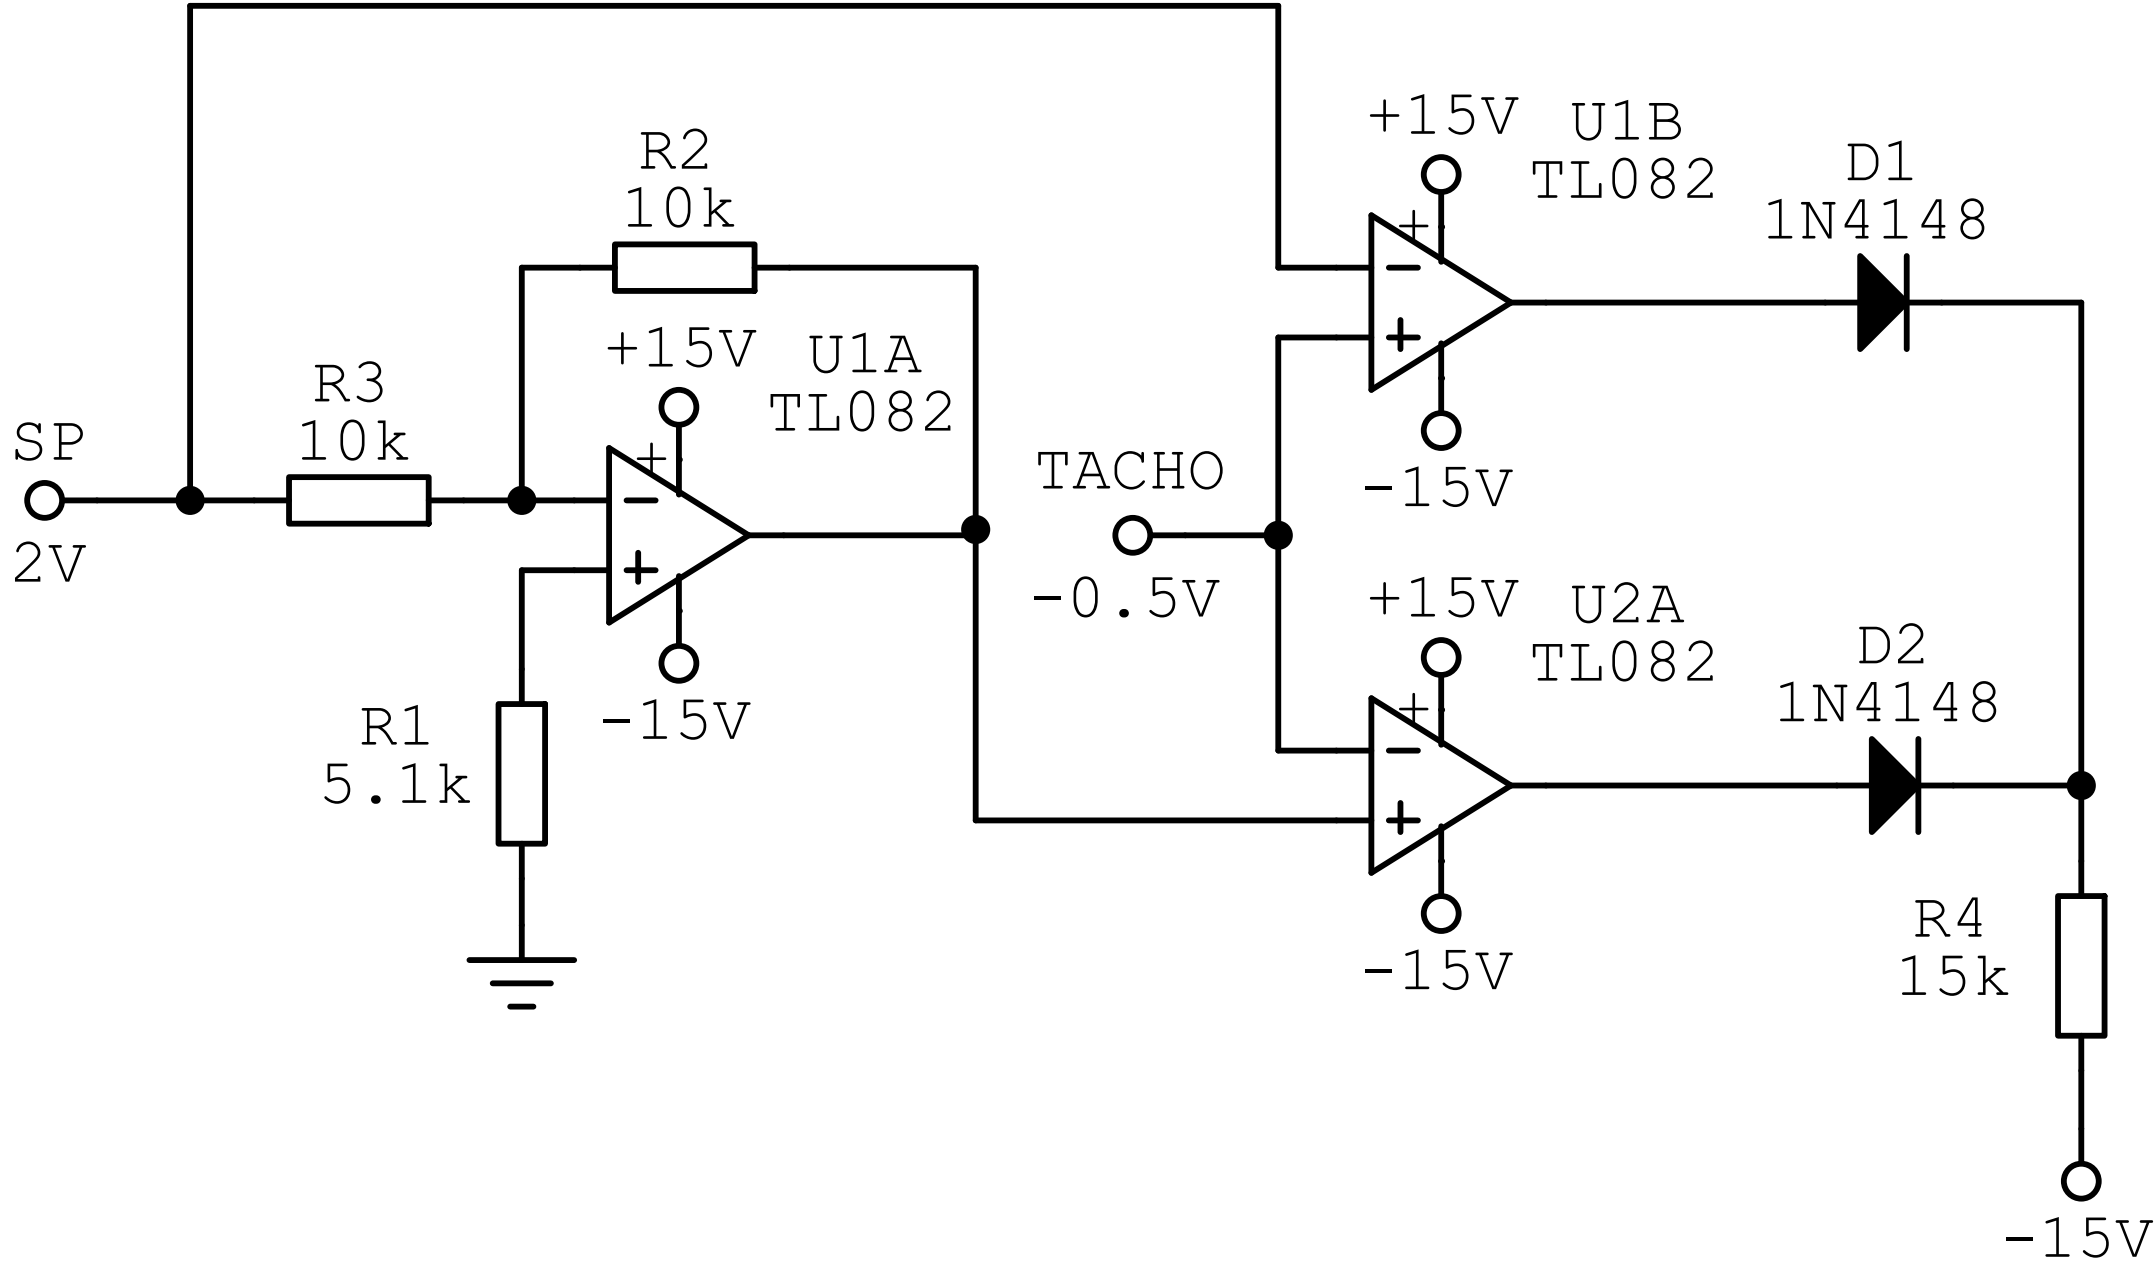 SP
2V
R3
10k
R2
10k
+15V
U1A
TL082
+
-15V
R1
5.1k
TACHO
-0.5V
+15V
U1B
TL082
+
-15V
D1
1N4148
+15V
U2A
TL082
+
-15V
D2
1N4148
R4
15k
-15V